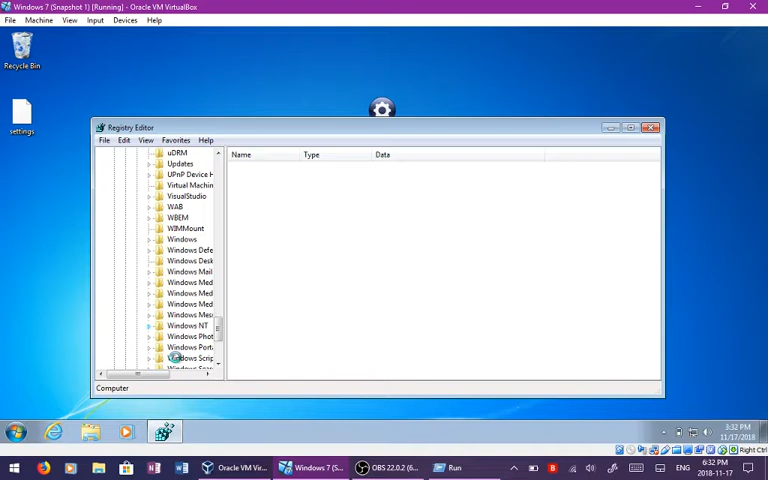 Windows 7 (Snapshot 1) [Running] - Oracle VM VirtualBox
File Machine View Input Devices Help
Recycle Bin
settings
Registry Editor
File Edit View Favorites Help
Name Type Data
uDRM
Updates
UPnP Device H
Virtual Machin
VisualStudio
WAB
WBEM
WIMMount
Windows
Windows Defe
Windows Desk
Windows Mail
Windows Med
Windows Med
Windows Med
Windows Mes
Windows NT
Windows Phot
Windows Porta
Windows Scrip
Windows Sear
Computer
3:32 PM
11/17/2018
Right Ctrl
Oracle VM Vir...
Windows 7 (S...
OBS 22.0.2 (6...
Run
ENG
6:32 PM
2018-11-17